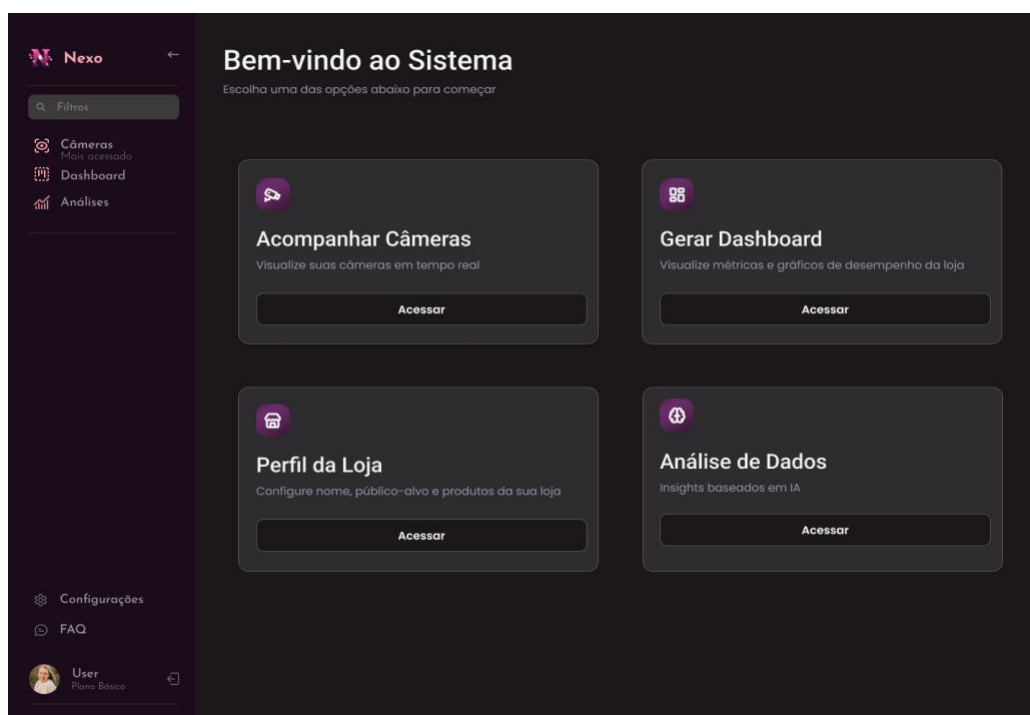 Nexo
Filtros
Câmeras
Mais acessado
Dashboard
Análises
Configurações
FAQ
User
Plano Básico
Bem-vindo ao Sistema
Escolha uma das opções abaixo para começar
Acompanhar Câmeras
Visualize suas câmeras em tempo real
Acessar
Gerar Dashboard
Visualize métricas e gráficos de desempenho da loja
Acessar
Perfil da Loja
Configure nome, público-alvo e produtos da sua loja
Acessar
Análise de Dados
Insights baseados em IA
Acessar